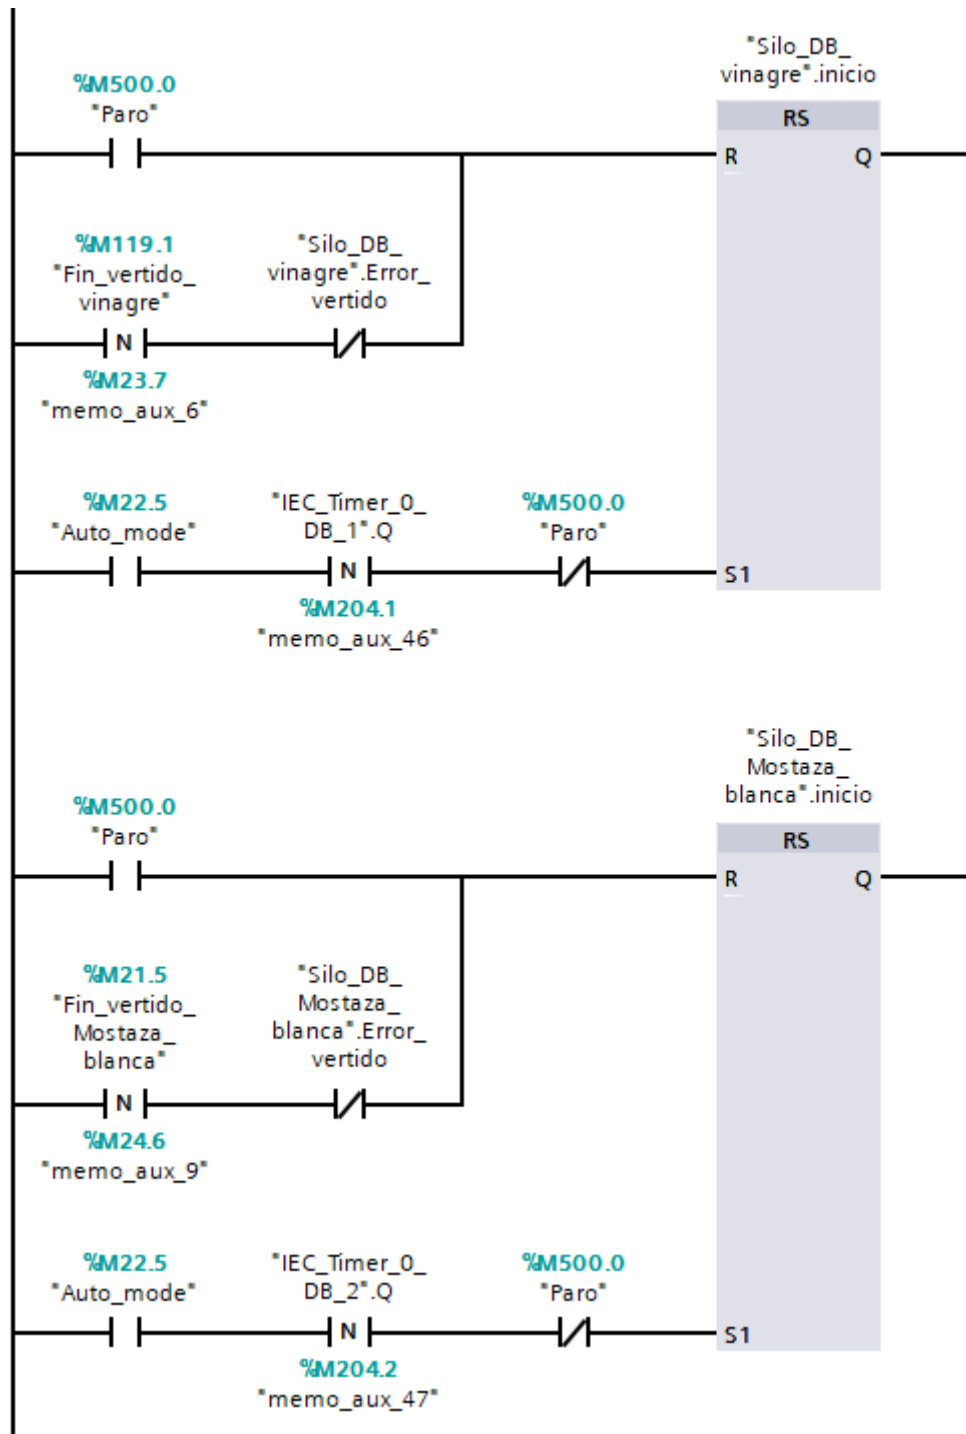 "Silo_DB_
vinagre".inicio
%M500.0
"Paro"
RS
R
Q
%M119.1
"Fin_vertido_
vinagre"
"Silo_DB_
vinagre".Error_
vertido
N
%M23.7
"memo_aux_6"
%M22.5
"Auto_mode"
"IEC_Timer_0_
DB_1".Q
%M500.0
"Paro"
N
S1
%M204.1
"memo_aux_46"
"Silo_DB_
Mostaza_
blanca".inicio
%M500.0
"Paro"
RS
R
Q
%M21.5
"Fin_vertido_
Mostaza_
blanca"
"Silo_DB_
Mostaza_
blanca".Error_
vertido
N
%M24.6
"memo_aux_9"
%M22.5
"Auto_mode"
"IEC_Timer_0_
DB_2".Q
%M500.0
"Paro"
N
S1
%M204.2
"memo_aux_47"